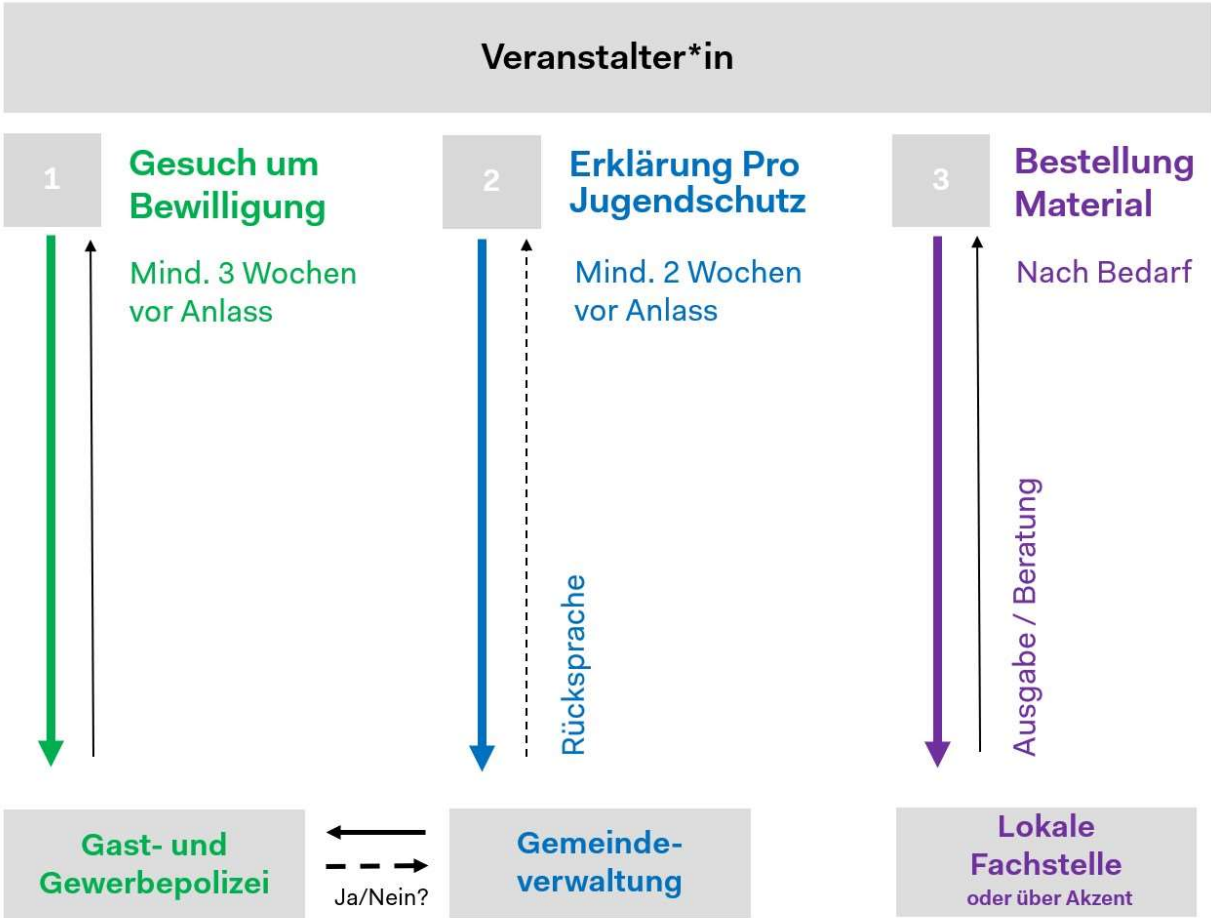 Veranstalter*in
1
Gesuch um
Bewilligung
Mind. 3 Wochen
vor Anlass
2
Erklärung Pro
Jugendschutz
Mind. 2 Wochen
vor Anlass
Rücksprache
3
Bestellung
Material
Nach Bedarf
Ausgabe / Beratung
Gast- und
Gewerbepolizei
Ja/Nein?
Gemeinde-
verwaltung
Lokale
Fachstelle
oder über Akzent